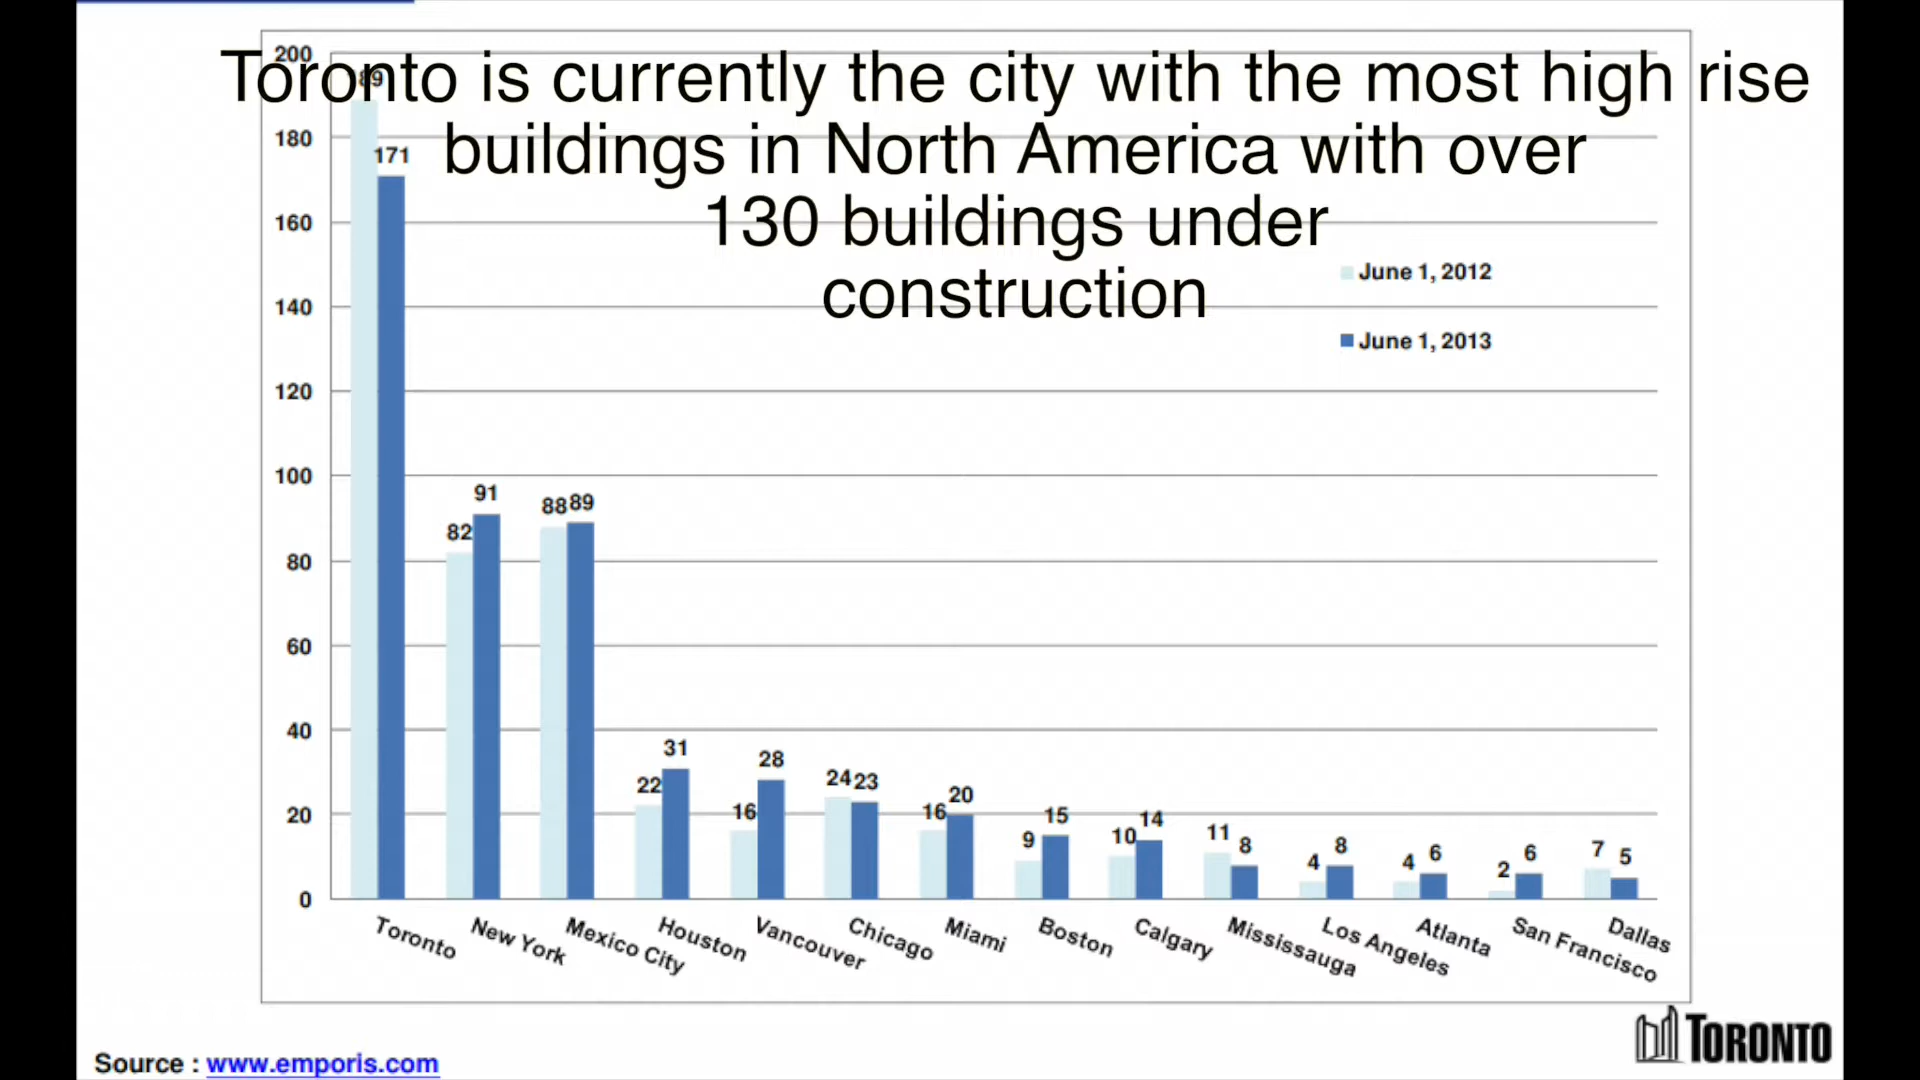 Toronto is currently the city with the most high rise
buildings in North America with over
130 buildings under
construction
200
180
160
140
120
100
80
60
40
20
0
171
82 91
88 89
22 31
16 28
24 23
16 20
9 15
10 14
11 8
4 8
4 6
2 6
7 5
June 1, 2012
June 1, 2013
Toronto
New York
Mexico City
Houston
Vancouver
Chicago
Miami
Boston
Calgary
Mississauga
Los Angeles
Atlanta
San Francisco
Dallas
Source : www.emporis.com
TORONTO